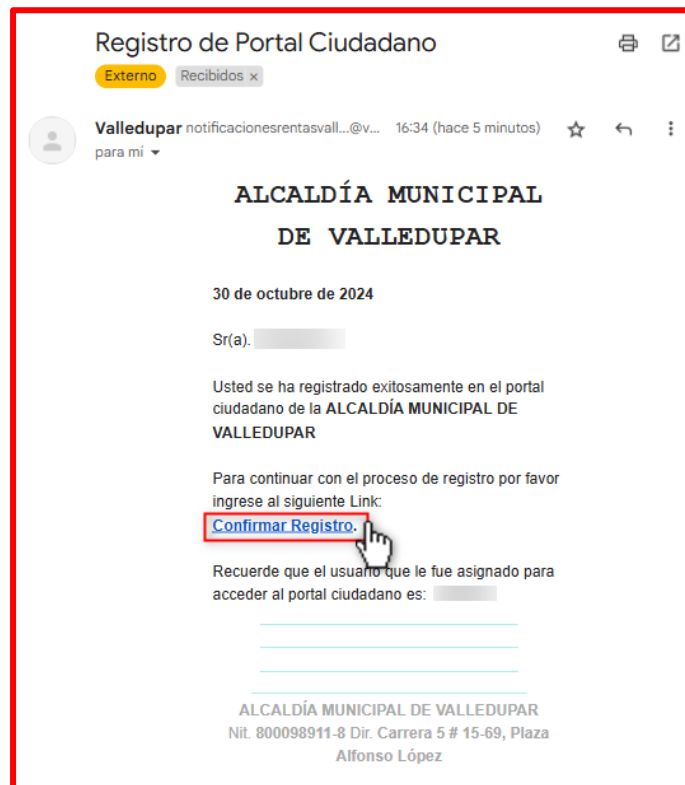 Registro de Portal Ciudadano
Externo Recibidos x
Valledupar notificacionesrentasvall...@v... 16:34 (hace 5 minutos)
para mí
ALCALDÍA MUNICIPAL
DE VALLEDUPAR
30 de octubre de 2024
Sr(a).
Usted se ha registrado exitosamente en el portal
ciudadano de la ALCALDÍA MUNICIPAL DE
VALLEDUPAR
Para continuar con el proceso de registro por favor
ingrese al siguiente Link:
Confirmar Registro.
Recuerde que el usuario que le fue asignado para
acceder al portal ciudadano es:
ALCALDÍA MUNICIPAL DE VALLEDUPAR
Nit. 800098911-8 Dir. Carrera 5 # 15-69, Plaza
Alfonso López